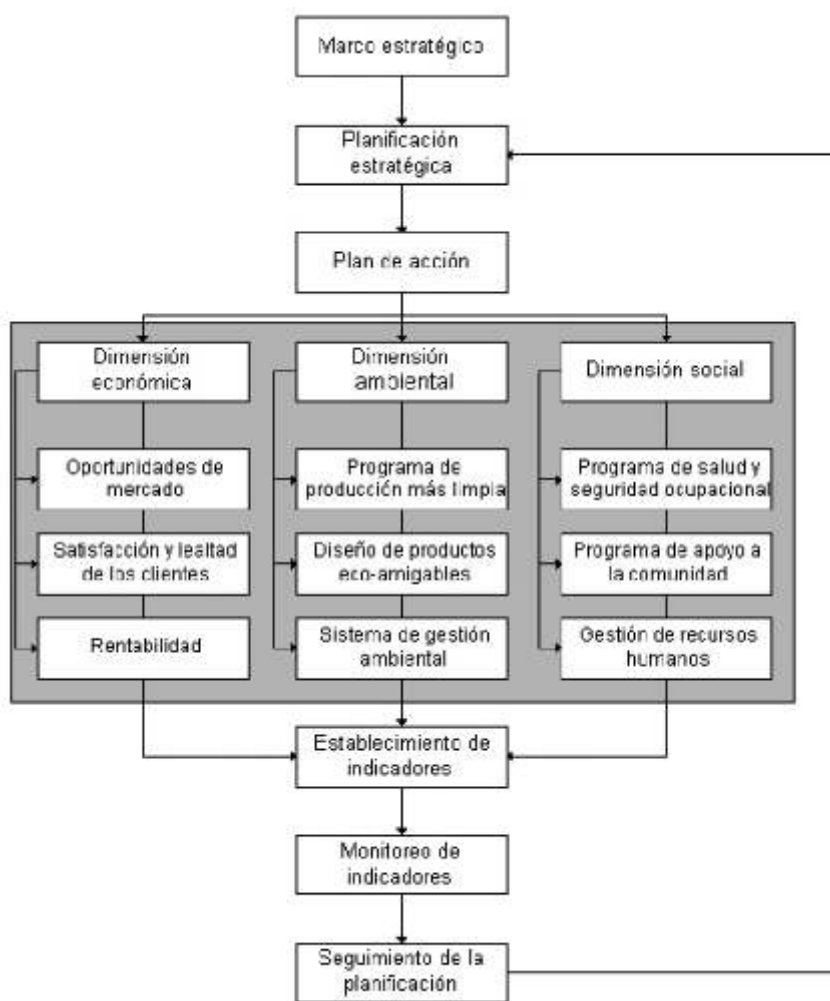 Marco estratégico
Planificación
estratégica
Plan de acción
Dimensión
económica
Oportunidades de
mercado
Satisfacción y lealtad
de los clientes
Rentabilidad
Dimensión
ambiental
Programa de
producción más limpia
Diseño de productos
eco-amigables
Sistema de gestión
ambiental
Dimensión social
Programa de salud y
seguridad ocupacional
Programa de apoyo a
la comunidad
Gestión de recursos
humanos
Establecimiento de
indicadores
Monitoreo de
indicadores
Seguimiento de la
planificación